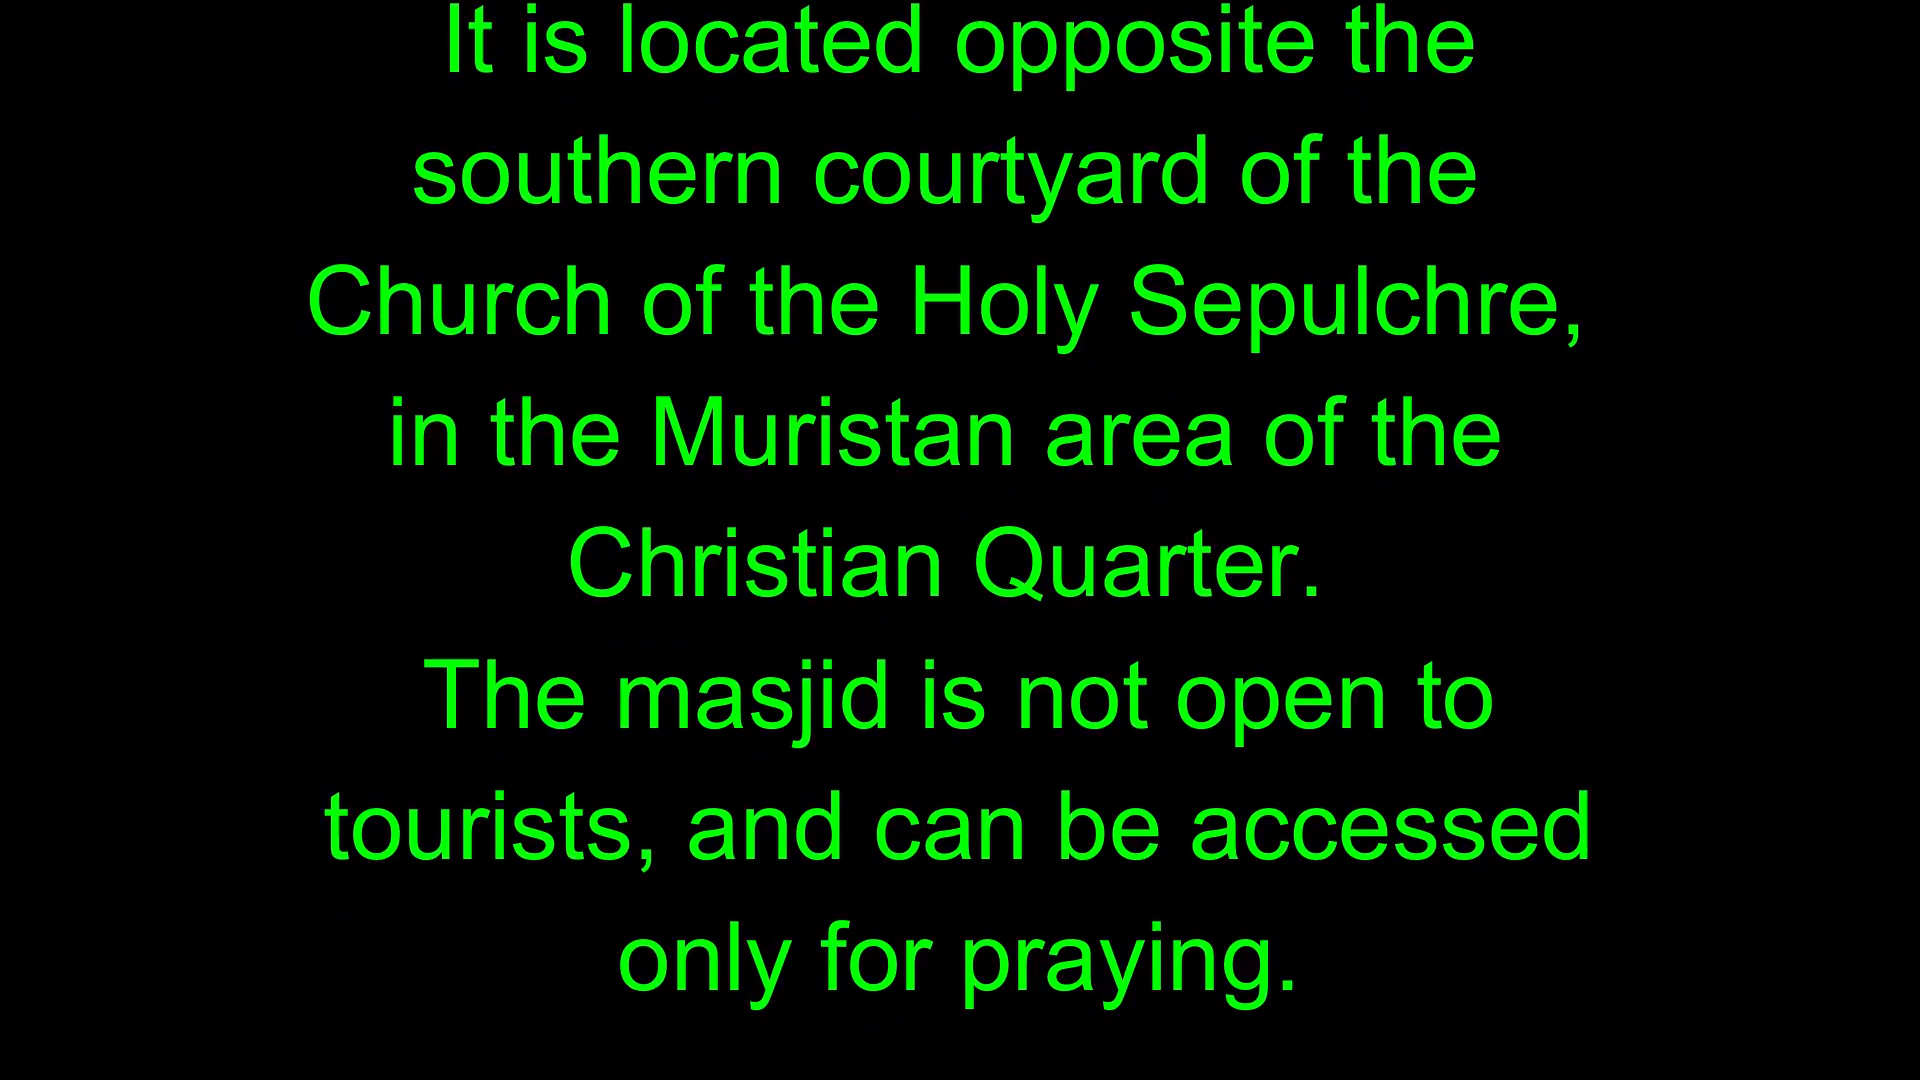 It is located opposite the
southern courtyard of the
Church of the Holy Sepulchre,
in the Muristan area of the
Christian Quarter.
The masjid is not open to
tourists, and can be accessed
only for praying.